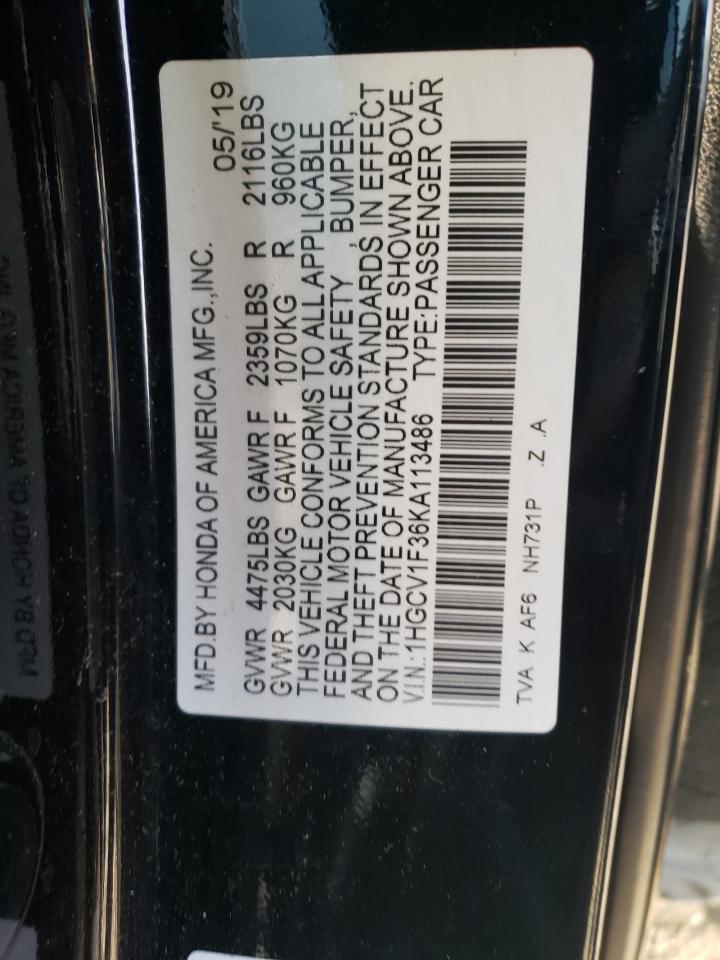 MFD.BY HONDA OF AMERICA MFG.,INC. 05/'19
GVWR 4475LBS GAWR F 2359LBS R 2116LBS
GVWR 2030KG GAWR F 1070KG R 960KG
THIS VEHICLE CONFORMS TO ALL APPLICABLE
FEDERAL MOTOR VEHICLE SAFETY , BUMPER,
AND THEFT PREVENTION STANDARDS IN EFFECT
ON THE DATE OF MANUFACTURE SHOWN ABOVE.
V.I.N.:1HGCV1F36KA113486 TYPE:PASSENGER CAR
TVA K AF6 NH731P .Z .A